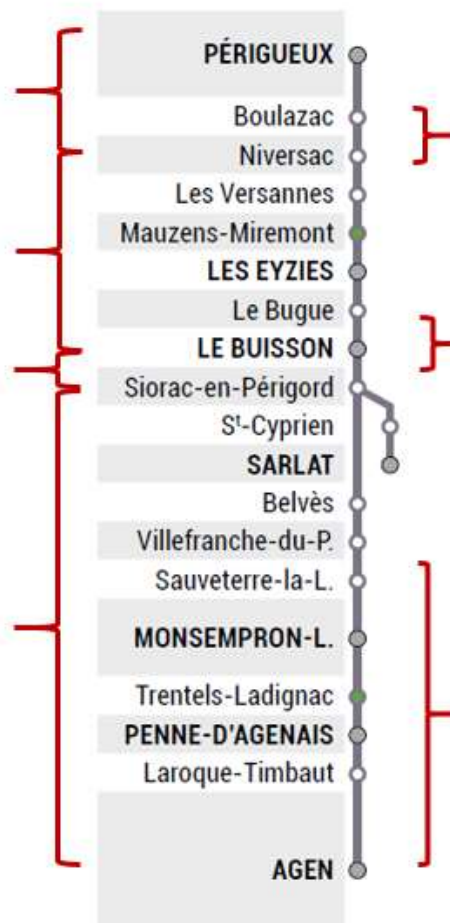 PÉRIGUEUX
Boulazac
Niversac
Les Versannes
Mauzens-Miremont
LES EYZIES
Le Bugue
LE BUISSON
Siorac-en-Périgord
Sᵗ-Cyprien
SARLAT
Belvès
Villefranche-du-P.
Sauveterre-la-L.
MONSEMPRON-L.
Trentels-Ladignac
PENNE-D'AGENAIS
Laroque-Timbaut
AGEN